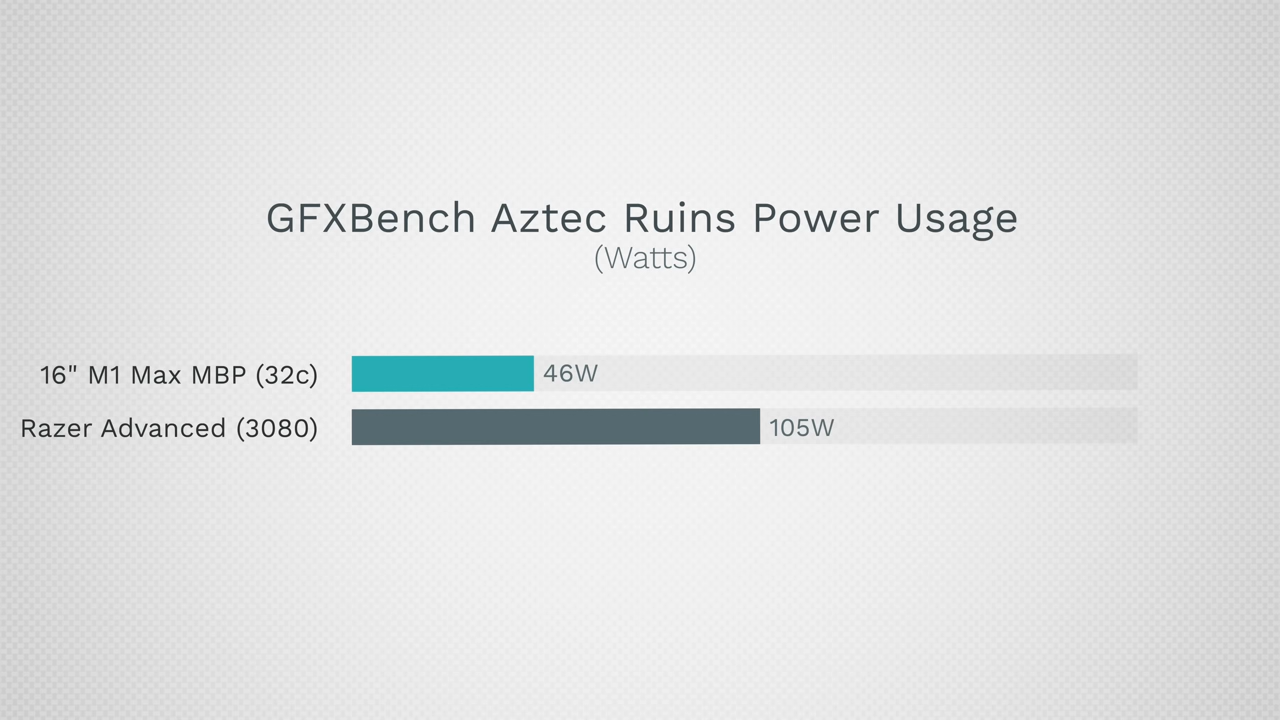 GFXBench Aztec Ruins Power Usage
(Watts)
16" M1 Max MBP (32c) 46W
Razer Advanced (3080) 105W